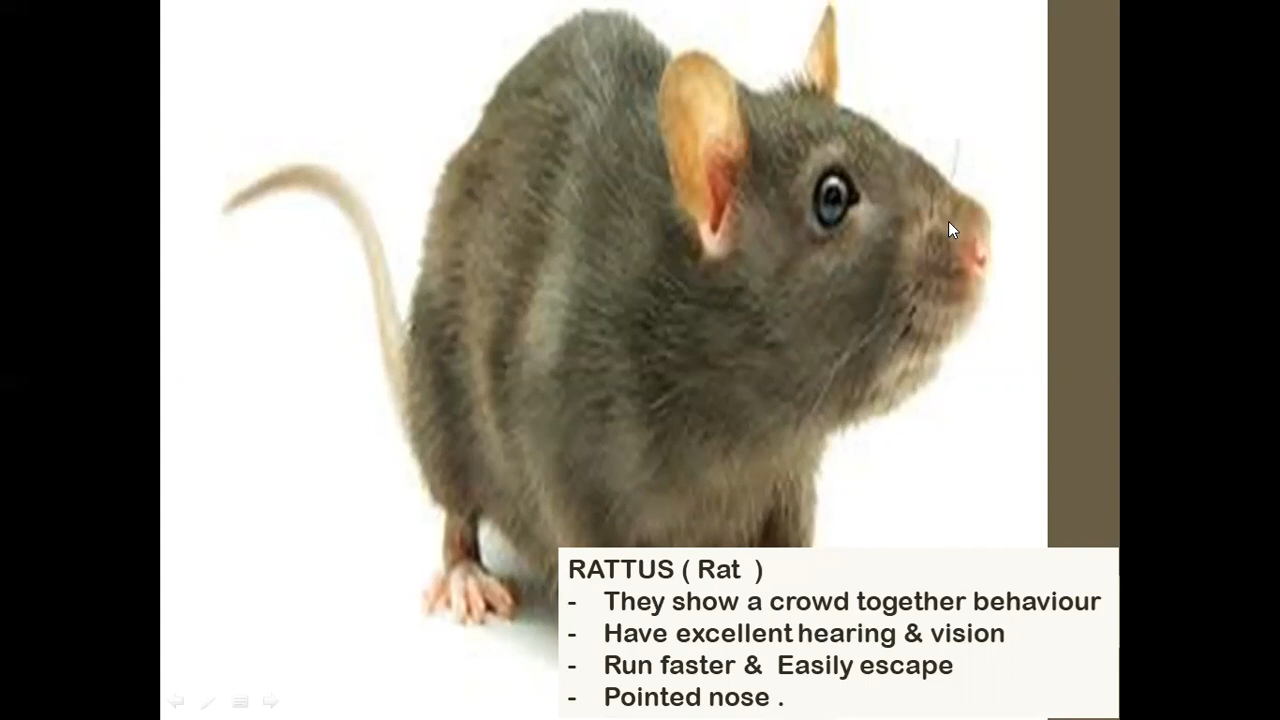 RATTUS ( Rat )
- They show a crowd together behaviour
- Have excellent hearing & vision
- Run faster & Easily escape
- Pointed nose .